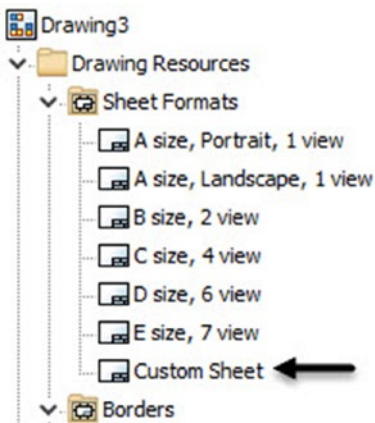 Drawing3
Drawing Resources
Sheet Formats
A size, Portrait, 1 view
A size, Landscape, 1 view
B size, 2 view
C size, 4 view
D size, 6 view
E size, 7 view
Custom Sheet
Borders